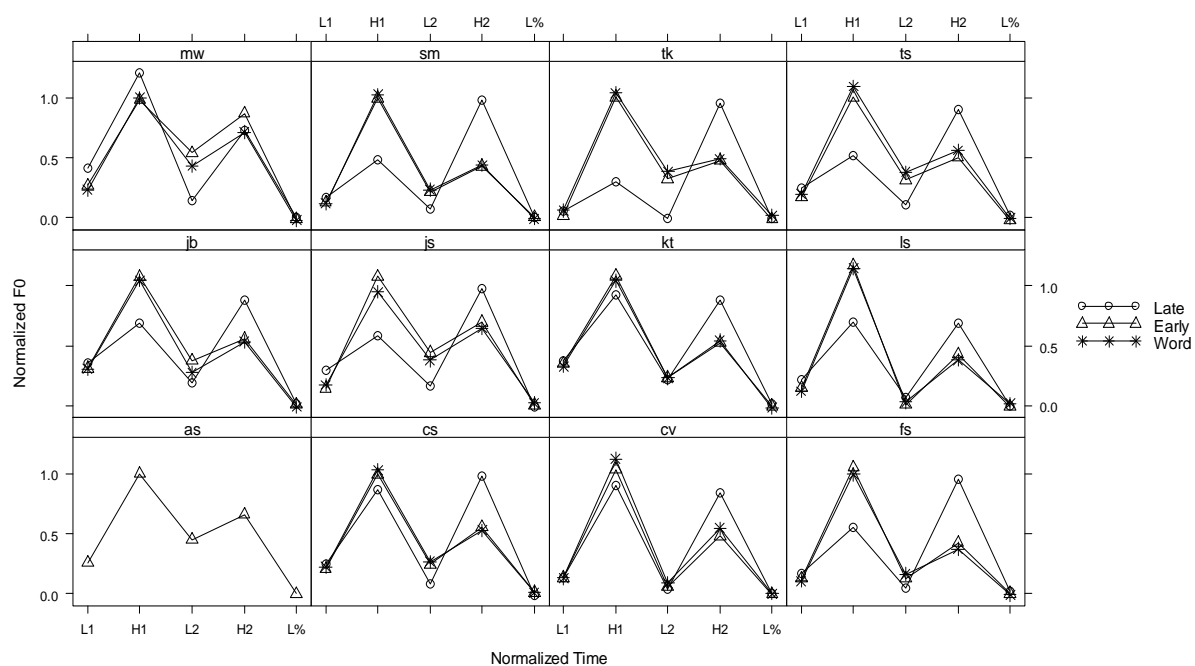 L1 H1 L2 H2 L% L1 H1 L2 H2 L%
mw sm tk ts
1.0
0.5
0.0
jb js kt ls
1.0
0.5
0.0
as cs cv fs
1.0
0.5
0.0
L1 H1 L2 H2 L% L1 H1 L2 H2 L%
Normalized F0
Normalized Time
Late
Early
Word